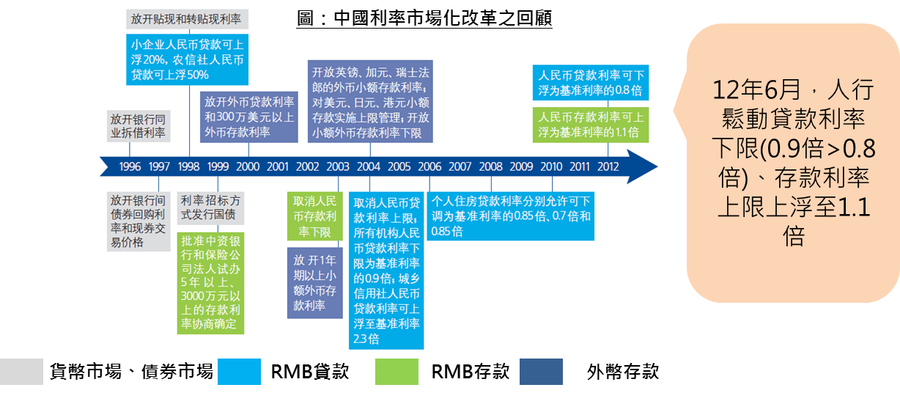 圖：中國利率市場化改革之回顧
放开贴现和转贴现利率
小企业人民币贷款可上
浮20%，农信社人民币
贷款可上浮50%
放开银行同
业拆借利率
放开外币贷款利率
和300万美元以上
外币存款利率
开放英镑、加元、瑞士法
郎的外币小额存款利率；
对美元、日元、港元小额
存款实施上限管理；开放
小额外币存款利率下限
人民币贷款利率可下
浮为基准利率的0.8倍
人民币存款利率可上
浮为基准利率的1.1倍
1996 1997 1998 1999 2000 2001 2002 2003 2004 2005 2006 2007 2008 2009 2010 2011 2012
放开银行间
债券回购利
率和现券交
易价格
利率招标方
式发行国债
批准中资银
行和保险公
司法人试办
5年以上、
3000万元以
上的存款利
率协商确定
取消人民
币存款利
率下限
放 开1年
期以上小
额外币存
款利率
取消人民币贷
款利率上限；
所有机构人民
币贷款利率下
限为基准利率
的0.9倍；城乡
信用社人民币
贷款利率可上
浮至基准利率
2.3倍
个人住房贷款利率分别允许可下
调为基准利率的0.85倍、0.7倍和
0.85倍
12年6月，人行
鬆動貸款利率
下限(0.9倍>0.8
倍)、存款利率
上限上浮至1.1
倍
貨幣市場、債券市場 RMB貸款 RMB存款 外幣存款